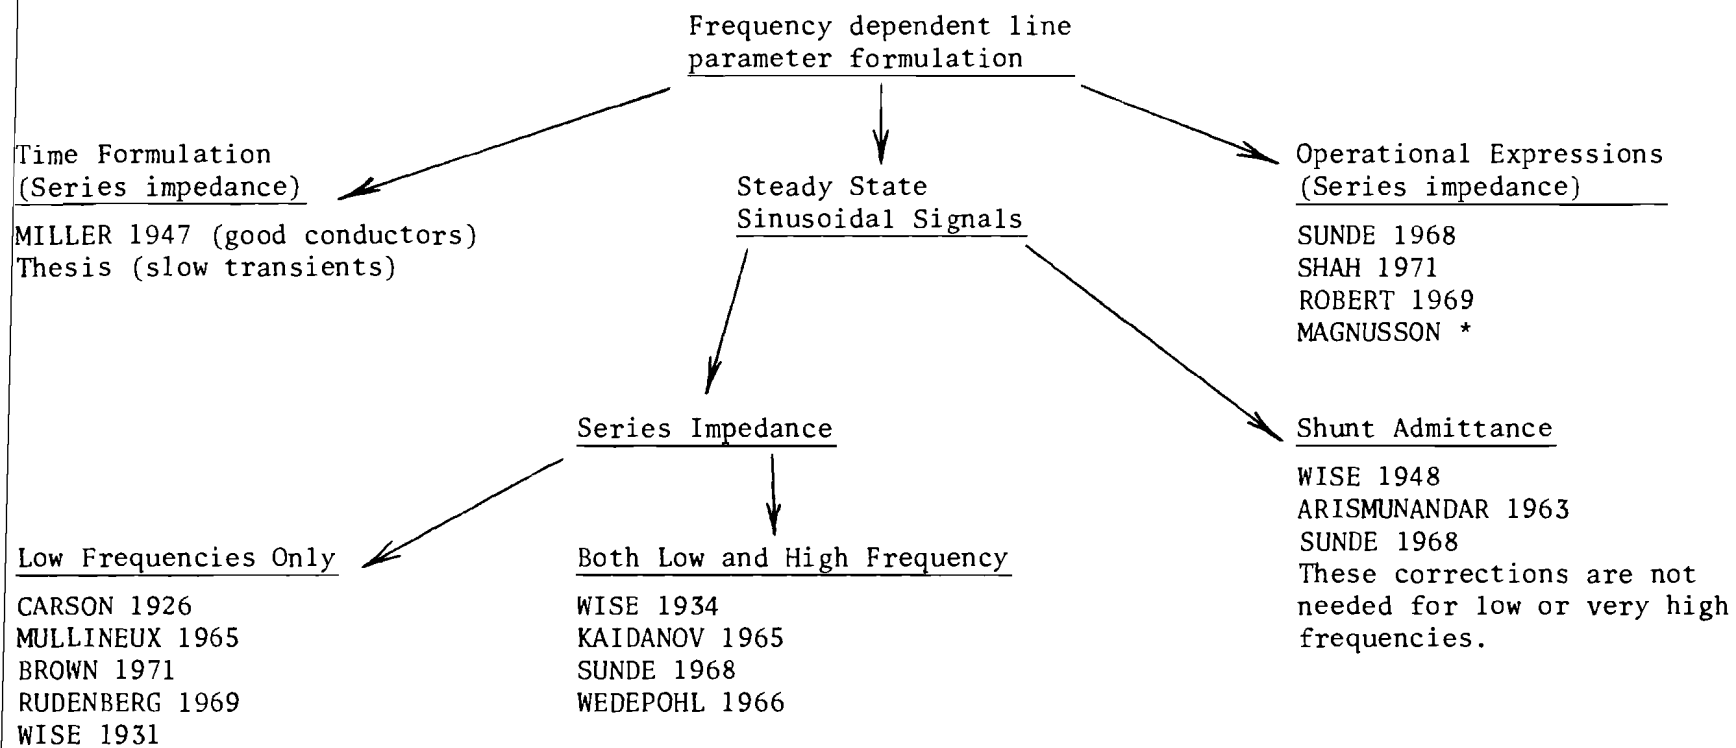 Frequency dependent line
parameter formulation
Time Formulation
(Series impedance)
MILLER 1947 (good conductors)
Thesis (slow transients)
Steady State
Sinusoidal Signals
Operational Expressions
(Series impedance)
SUNDE 1968
SHAH 1971
ROBERT 1969
MAGNUSSON *
Series Impedance
Shunt Admittance
WISE 1948
ARISMUNANDAR 1963
SUNDE 1968
These corrections are not
needed for low or very high
frequencies.
Low Frequencies Only
CARSON 1926
MULLINEUX 1965
BROWN 1971
RUDENBERG 1969
WISE 1931
Both Low and High Frequency
WISE 1934
KAIDANOV 1965
SUNDE 1968
WEDEPOHL 1966